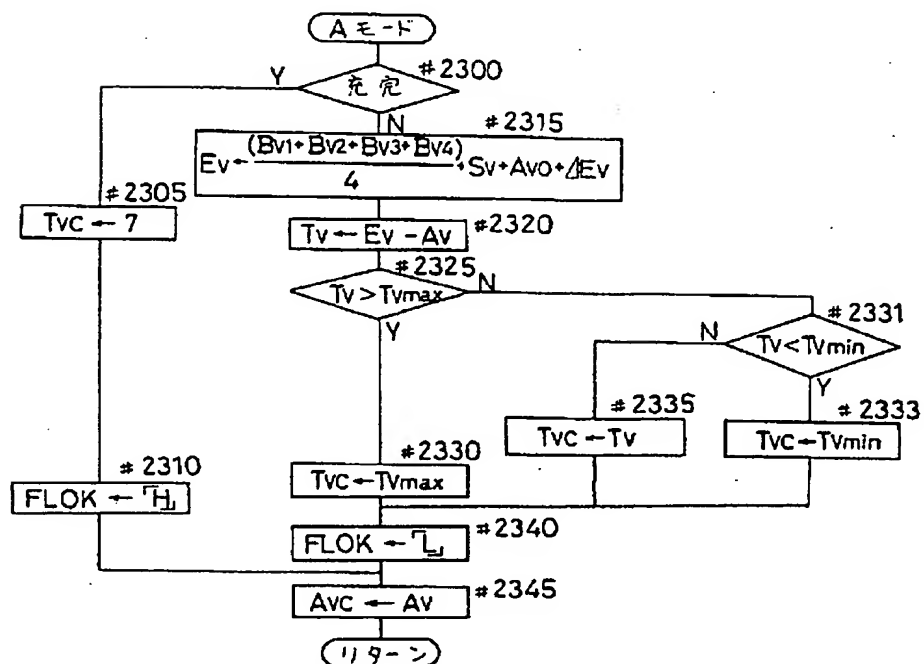 Aモード
#2300
Y
充完
N
#2315
Ev←(Bv1+Bv2+Bv3+Bv4)/4+Sv+Avo+ΔEv
#2305
Tvc←7
Tv←Ev-Av
#2320
#2325
Tv>Tvmax
N
Y
#2331
N
Tv<Tvmin
Y
#2335
Tvc←Tv
#2333
Tvc←Tvmin
#2310
FLOK←「H」
#2330
Tvc←Tvmax
FLOK←「L」
#2340
Avc←Av
#2345
リターン